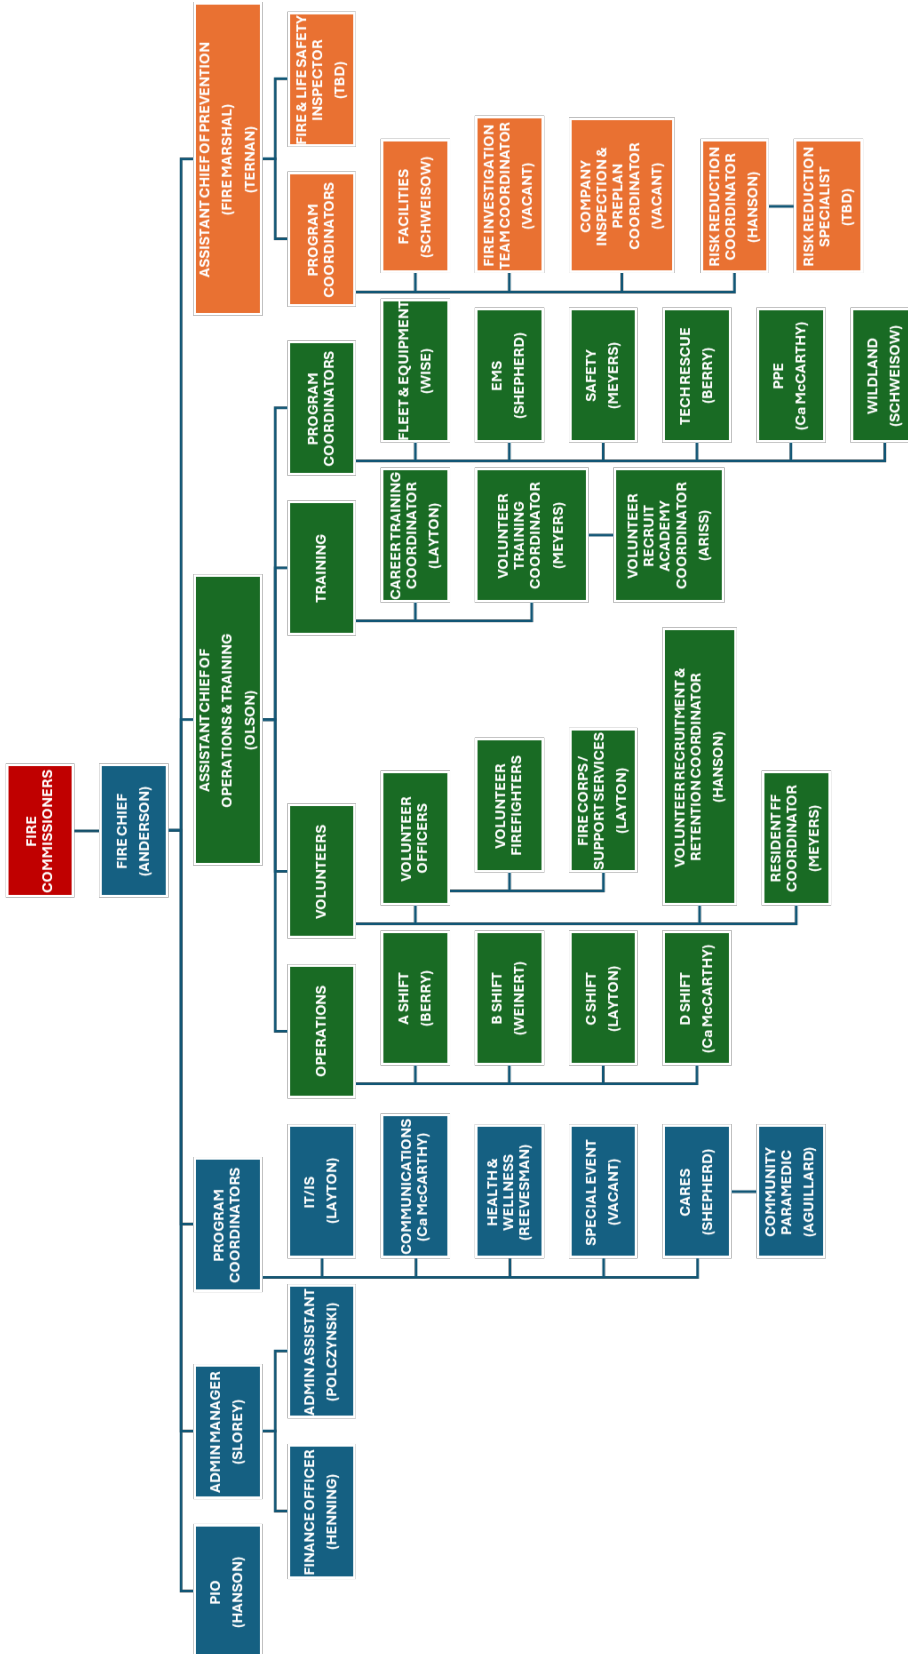 FIRE
COMMISSIONERS
FIRE CHIEF
(ANDERSON)
PIO
(HANSON)
ADMIN MANAGER
(SLOREY)
FINANCE OFFICER
(HENNING)
ADMIN ASSISTANT
(POLCZYNSKI)
PROGRAM
COORDINATORS
IT/IS
(LAYTON)
COMMUNICATIONS
(Ca McCARTHY)
HEALTH &
WELLNESS
(REEVESMAN)
SPECIAL EVENT
(VACANT)
CARES
(SHEPHERD)
COMMUNITY
PARAMEDIC
(AGUILLARD)
ASSISTANT CHIEF OF
OPERATIONS & TRAINING
(OLSON)
OPERATIONS
A SHIFT
(BERRY)
B SHIFT
(WEINERT)
C SHIFT
(LAYTON)
D SHIFT
(Ca McCARTHY)
VOLUNTEERS
VOLUNTEER
OFFICERS
VOLUNTEER
FIREFIGHTERS
FIRE CORPS /
SUPPORT SERVICES
(LAYTON)
VOLUNTEER RECRUITMENT &
RETENTION COORDINATOR
(HANSON)
RESIDENT FF
COORDINATOR
(MEYERS)
TRAINING
CAREER TRAINING
COORDINATOR
(LAYTON)
VOLUNTEER
TRAINING
COORDINATOR
(MEYERS)
VOLUNTEER
RECRUIT
ACADEMY
COORDINATOR
(ARISS)
PROGRAM
COORDINATORS
FLEET & EQUIPMENT
(WISE)
EMS
(SHEPHERD)
SAFETY
(MEYERS)
TECH RESCUE
(BERRY)
PPE
(Ca McCARTHY)
WILDLAND
(SCHWEISOW)
ASSISTANT CHIEF OF PREVENTION
(FIRE MARSHAL)
(TERNAN)
PROGRAM
COORDINATORS
FACILITIES
(SCHWEISOW)
FIRE INVESTIGATION
TEAM COORDINATOR
(VACANT)
COMPANY
INSPECTION &
PREPLAN
COORDINATOR
(VACANT)
RISK REDUCTION
COORDINATOR
(HANSON)
RISK REDUCTION
SPECIALIST
(TBD)
FIRE & LIFE SAFETY
INSPECTOR
(TBD)